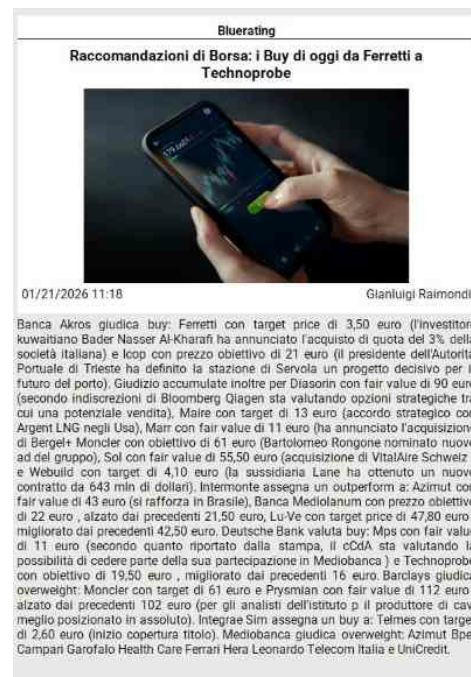 Bluerating
Raccomandazioni di Borsa: i Buy di oggi da Ferretti a
Technoprobe
01/21/2026 11:18 Gianluigi Raimondi
Banca Akros giudica buy: Ferretti con target price di 3,50 euro (l'investitore
kuwaitiano Bader Nasser Al-Kharafi ha annunciato l'acquisto di quota del 3% della
società italiana) e Icop con prezzo obiettivo di 21 euro (il presidente dell'Autorità
Portuale di Trieste ha definito la stazione di Servola un progetto decisivo per i
futuro del porto). Giudizio accumulate inoltre per Diasorin con fair value di 90 euro
(secondo indiscrezioni di Bloomberg Qiagen sta valutando opzioni strategiche tra
cui una potenziale vendita), Maire con target di 13 euro (accordo strategico con
Argent LNG negli Usa), Marr con fair value di 11 euro (ha annunciato l'acquisizione
di Bergel+ Moncler con obiettivo di 61 euro (Bartolomeo Rongone nominato nuovo
ad del gruppo), Sol con fair value di 55,50 euro (acquisizione di VitalAire Schweiz
e Webuild con target di 4,10 euro (la sussidiaria Lane ha ottenuto un nuovo
contratto da 643 mln di dollari). Intermonte assegna un outperform a: Azimut con
fair value di 43 euro (si rafforza in Brasile), Banca Mediolanum con prezzo obiettivo
di 22 euro , alzato dai precedenti 21,50 euro, Lu-Ve con target price di 47,80 euro
migliorato dai precedenti 42,50 euro. Deutsche Bank valuta buy: Mps con fair value
di 11 euro (secondo quanto riportato dalla stampa, il cCdA sta valutando la
possibilità di cedere parte della sua partecipazione in Mediobanca ) e Technoprobe
con obiettivo di 19,50 euro , migliorato dai precedenti 16 euro. Barclays giudica
overweight: Moncler con target di 61 euro e Prysmian con fair value di 112 euro
alzato dai precedenti 102 euro (per gli analisti dell'istituto p il produttore di cavi
meglio posizionato in assoluto). Integrae Sim assegna un buy a: Telmes con target
di 2,60 euro (inizio copertura titolo). Mediobanca giudica overweight: Azimut Bper
Campari Garofalo Health Care Ferrari Hera Leonardo Telecom Italia e UniCredit.